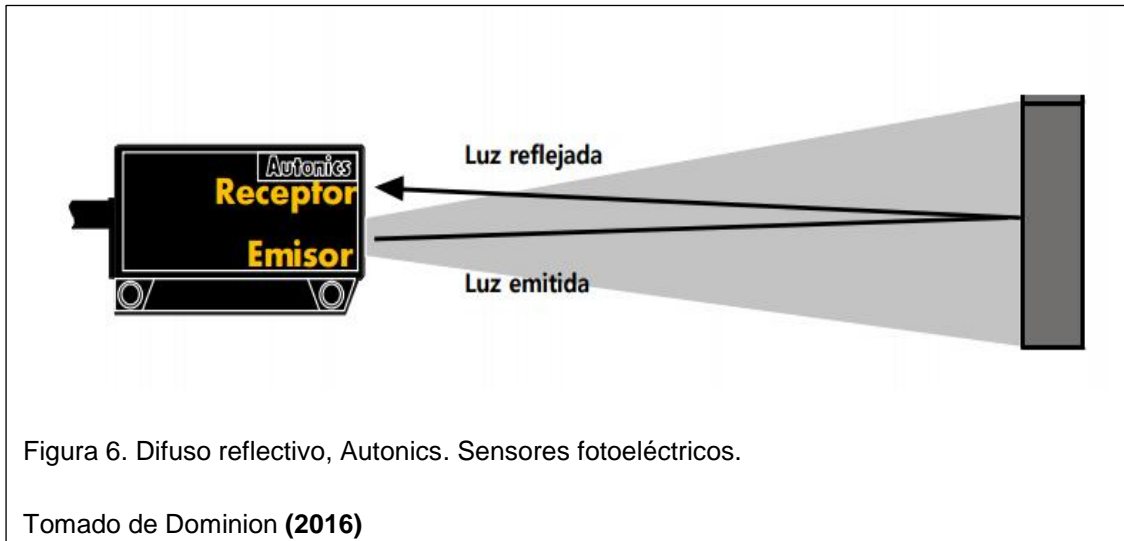 Autonics
Receptor
Emisor
Luz reflejada
Luz emitida
Figura 6. Difuso reflectivo, Autonics. Sensores fotoeléctricos.
Tomado de Dominion (2016)